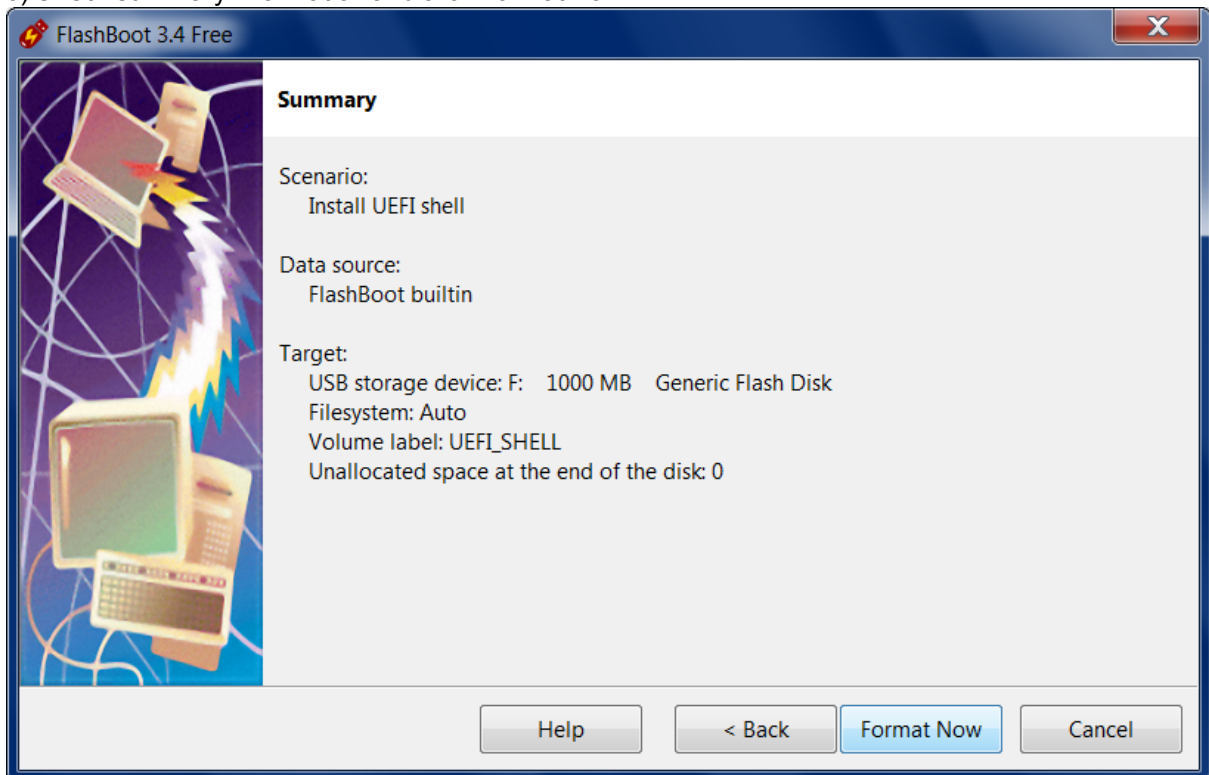 FlashBoot 3.4 Free
Summary
Scenario:
Install UEFI shell
Data source:
FlashBoot builtin
Target:
USB storage device: F: 1000 MB Generic Flash Disk
Filesystem: Auto
Volume label: UEFI_SHELL
Unallocated space at the end of the disk: 0
Help
< Back
Format Now
Cancel